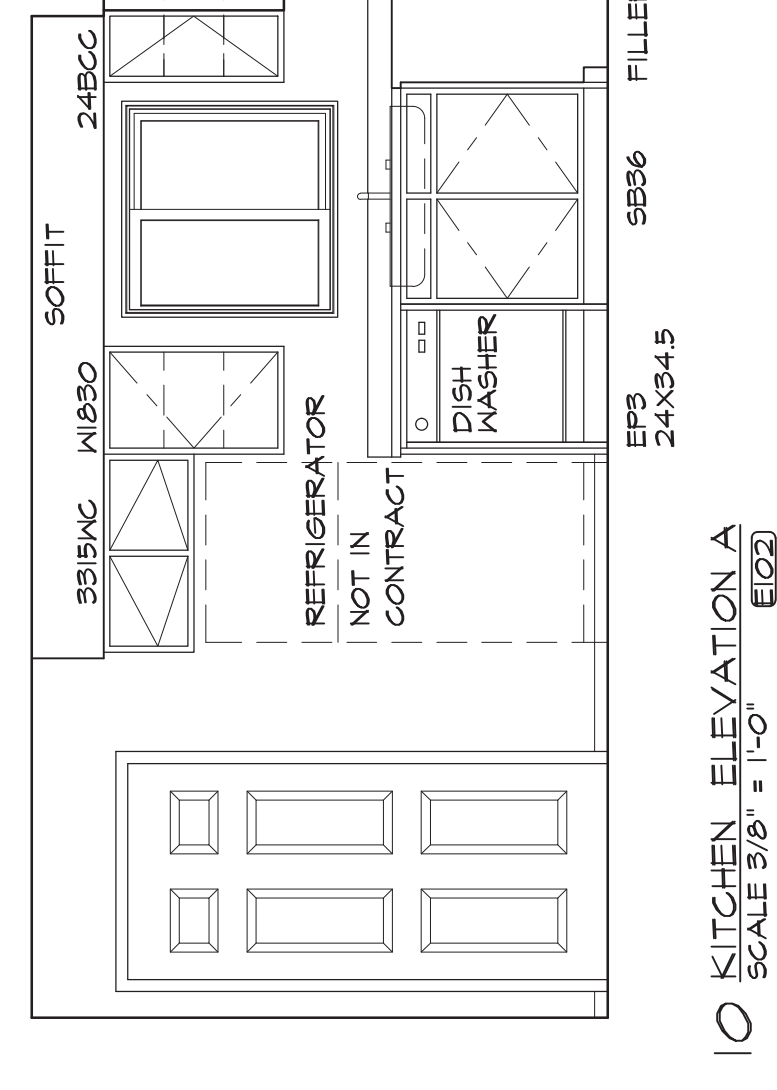 SOFFIT
3315WC
W1830
24BCC
REFRIGERATOR
NOT IN
CONTRACT
DISH
WASHER
EP3
24X34.5
SB36
FILLE
10 KITCHEN ELEVATION A
SCALE 3/8" = 1'-0"
E102